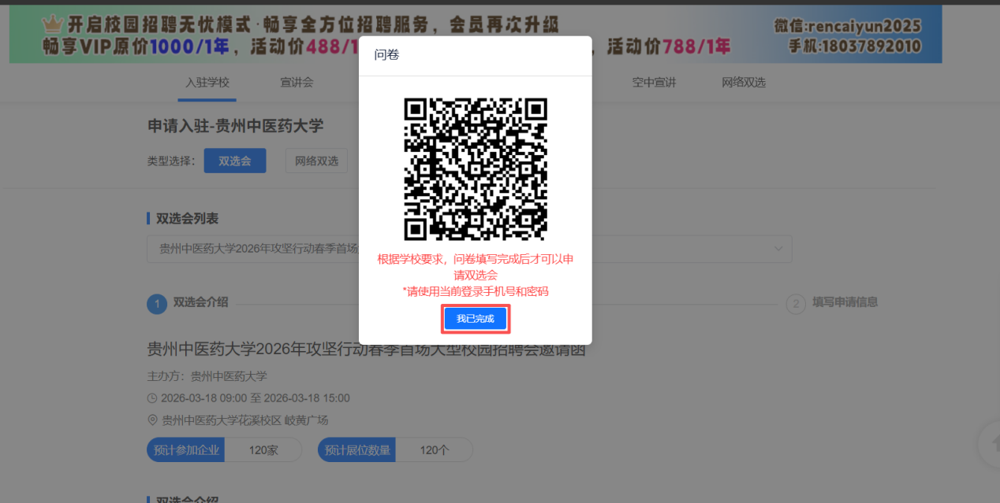 开启校园招聘无忧模式·畅享全方位招聘服务，会员再次升级
微信:rencaiyun2025
畅享VIP原价1000/1年，活动价488/1
，活动价788/1年
手机:18037892010
问卷
入驻学校
宣讲会
空中宣讲
网络双选
申请入驻-贵州中医药大学
类型选择：
双选会
网络双选
双选会列表
贵州中医药大学2026年攻坚行动春季首场
根据学校要求，问卷填写完成后才可以申
请双选会
*请使用当前登录手机号和密码
我已完成
1
双选会介绍
2
填写申请信息
贵州中医药大学2026年攻坚行动春季首场大型校园招聘会邀请函
主办方：贵州中医药大学
2026-03-18 09:00 至 2026-03-18 15:00
贵州中医药大学花溪校区 岐黄广场
预计参加企业
120家
预计展位数量
120个
双选会介绍